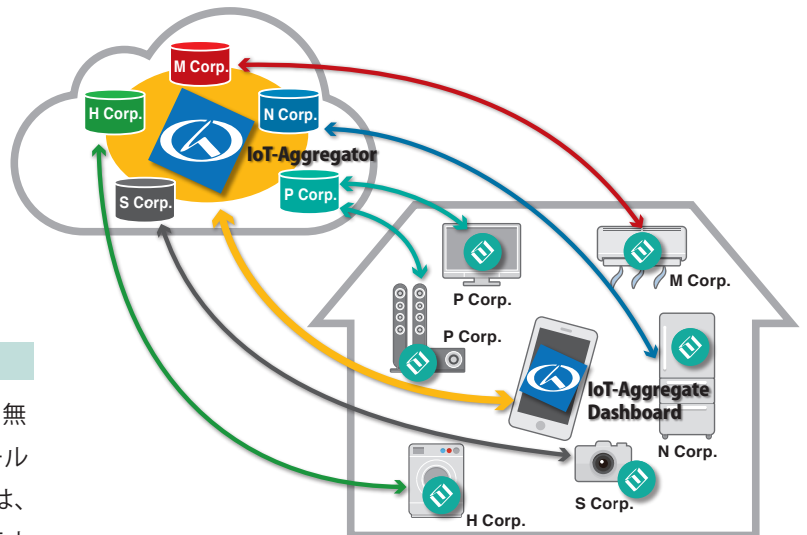 M Corp.
H Corp.
N Corp.
IoT-Aggregator
S Corp.
P Corp.
P Corp.
M Corp.
P Corp.
IoT-Aggregate
Dashboard
N Corp.
S Corp.
H Corp.
無
ール
は、